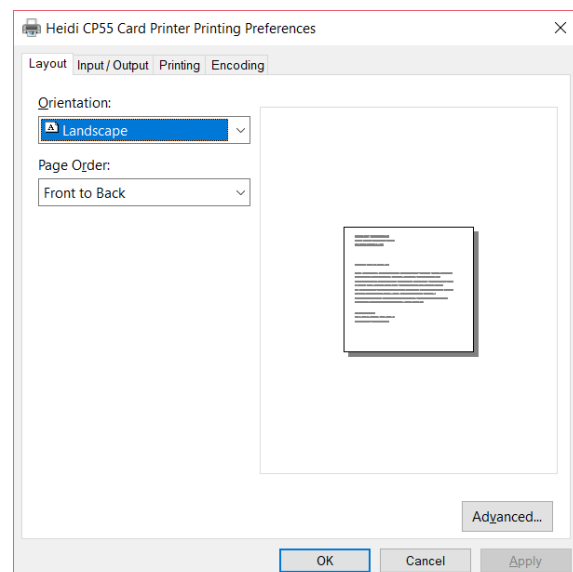 Heidi CP55 Card Printer Printing Preferences
Layout Input / Output Printing Encoding
Orientation:
Landscape
Page Order:
Front to Back
Advanced...
OK Cancel Apply